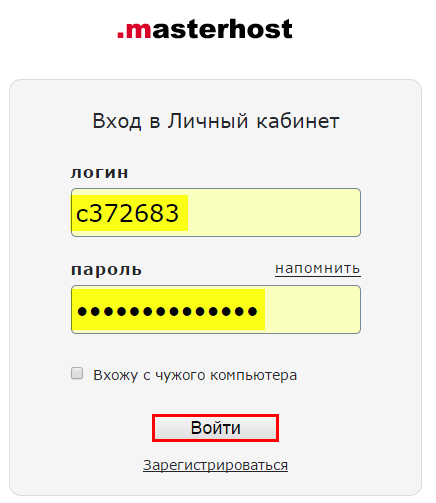 .masterhost
Вход в Личный кабинет
логин
c372683
пароль
напомнить
••••••••••••••
Вхожу с чужого компьютера
Войти
Зарегистрироваться